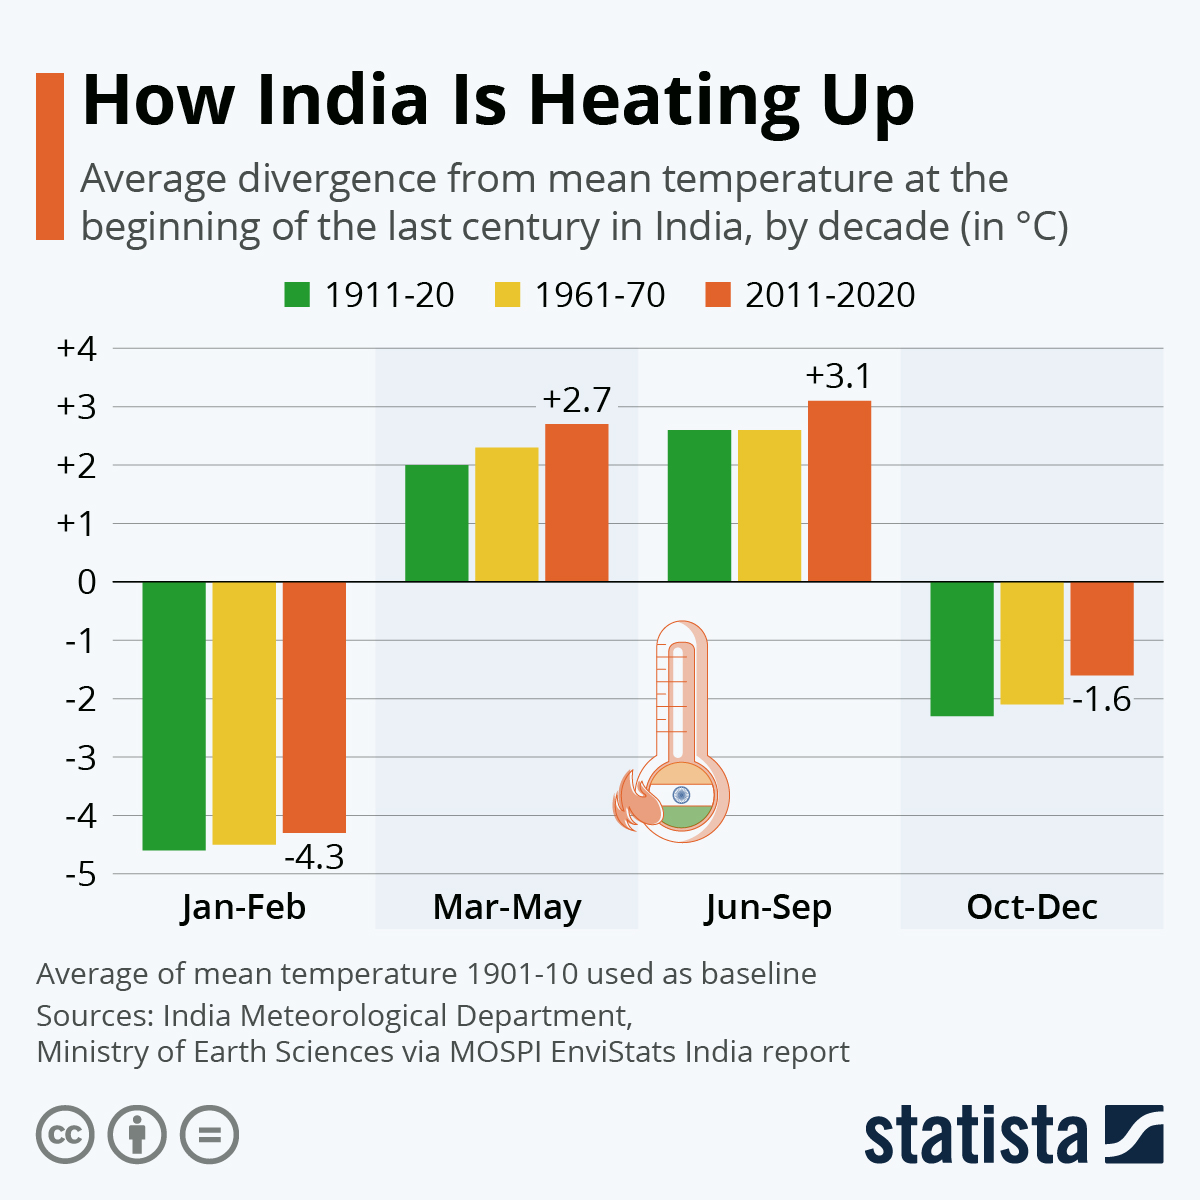 How India Is Heating Up
Average divergence from mean temperature at the
beginning of the last century in India, by decade (in °C)
1911-20 1961-70 2011-2020
+4
+3
+2
+1
0
-1
-2
-3
-4
-5
-4.3
+2.7
+3.1
-1.6
Jan-Feb Mar-May Jun-Sep Oct-Dec
Average of mean temperature 1901-10 used as baseline
Sources: India Meteorological Department,
Ministry of Earth Sciences via MOSPI EnviStats India report
cc =
statista